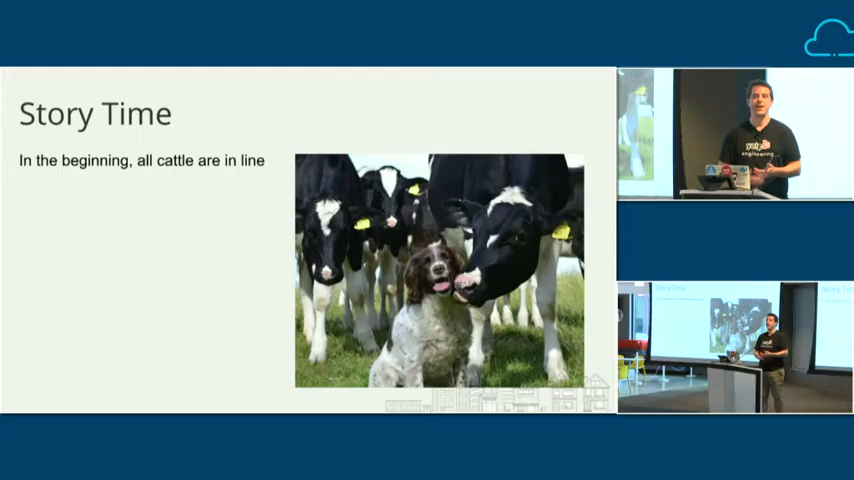 Story Time
In the beginning, all cattle are in line
yelp
engineering
Story Time